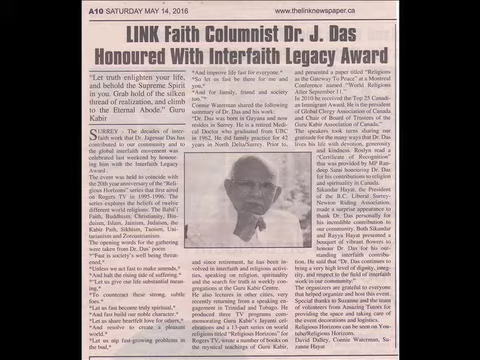 A10 SATURDAY MAY 14, 2016
www.thelinknewspaper.ca
LINK Faith Columnist Dr. J. Das
Honoured With Interfaith Legacy Award
"Let truth enlighten your life,
and behold the Supreme Spirit
in you. Grab hold of the silken
thread of realization, and climb
to the Eternal Abode." Guru
Kabir
SURREY - The decades of inter-
faith work that Dr. Jagessar Das has
contributed to our community and to
the global interfaith movement was
celebrated last weekend by honour-
ing him with the Interfaith Legacy
Award.
The event was held to coincide with
the 20th year anniversary of the "Reli-
gious Horizons" series that first aired
on Rogers TV in 1995-1996. The
series explores the beliefs of twelve
different world religions: The Bahá'í
Faith, Buddhism, Christianity, Hin-
duism, Islam, Jainism, Judaism, the
Kabir Path, Sikhism, Taoism, Uni-
tarianism and Zoroastrianism.
The opening words for the gathering
were taken from Dr. Das' poem
*"Past is society's well being threat-
ened,*
*Unless we act fast to make amends,*
*And halt the rising tide of suffering.*
*Let us give our life substantial mean-
ing,*
*To counteract these strong, subtle
foes.*
*Let us fast become truly spiritual,*
*And fast build our noble character.*
*Let us share heartfelt love for others,*
*And resolve to create a peaceful
world.*
*Let us nip fast-growing problems in
the bud,*
*And improve life fast for everyone.*
*So let us fast be there for me and
you.*
*And for family, friend and society
too."*
Connie Waterman shared the following
summary of Dr. Das and his work:
"Dr. Das was born in Guyana and now
resides in Surrey. He is a retired Med-
ical Doctor who graduated from UBC
in 1962. He did family practice for 42
years in North Delta/Surrey. Prior to,
and since retirement, he has been in-
volved in interfaith and religious activi-
ties, speaking on religion, spirituality
and the search for truth in weekly con-
gregations at the Guru Kabir Centre.
He also lectures in other cities, very
recently returning from a speaking en-
gagement in Trinidad and Tobago. He
produced three TV programs com-
memorating Guru Kabir's Jayanti cele-
brations and a 13-part series on world
religions titled "Religious Horizons" for
Rogers TV, wrote a number of books on
the mystical teachings of Guru Kabir,
and presented a paper titled "Religions
as the Gateway To Peace" at a Montreal
Conference named "World Religions
After September 11."
In 2010 he received the Top 25 Canadi-
an Immigrant Award. He is the president
of Global Clergy Association of Canada
and Chair of Board of Trustees of the
Guru Kabir Association of Canada."
The speakers took turns sharing our
gratitude for the many ways that Dr. Das
lives his life with devotion, generosity
and kindness. Roslyn read a
"Certificate of Recognition"
that was provided by MP Ran-
deep Sarai honouring Dr. Das
for his contributions to religion
and spirituality in Canada.
Sikandar Hayat, the President
of the B.C. Liberal Surrey-
Newton Riding Association,
made a surprise appearance to
thank Dr. Das personally for
his incredible contribution to
our community. Both Sikandar
and Rayya Hayat presented a
bouquet of vibrant flowers to
honour Dr. Das for his out-
standing interfaith contribu-
tion. He said that "Dr. Das continues to
bring a very high level of dignity, integ-
rity, and respect to the field of interfaith
work in our community."
The organizers are grateful to everyone
that helped organize and host this event.
Special thanks to Suzanne and the team
of volunteers from Amazing Tutors for
providing the space and taking care of
the event decorations and logistics.
Religious Horizons can be seen on You-
tube/Religious Horizons.
David Dalley, Connie Waterman, Su-
zanne Hayat